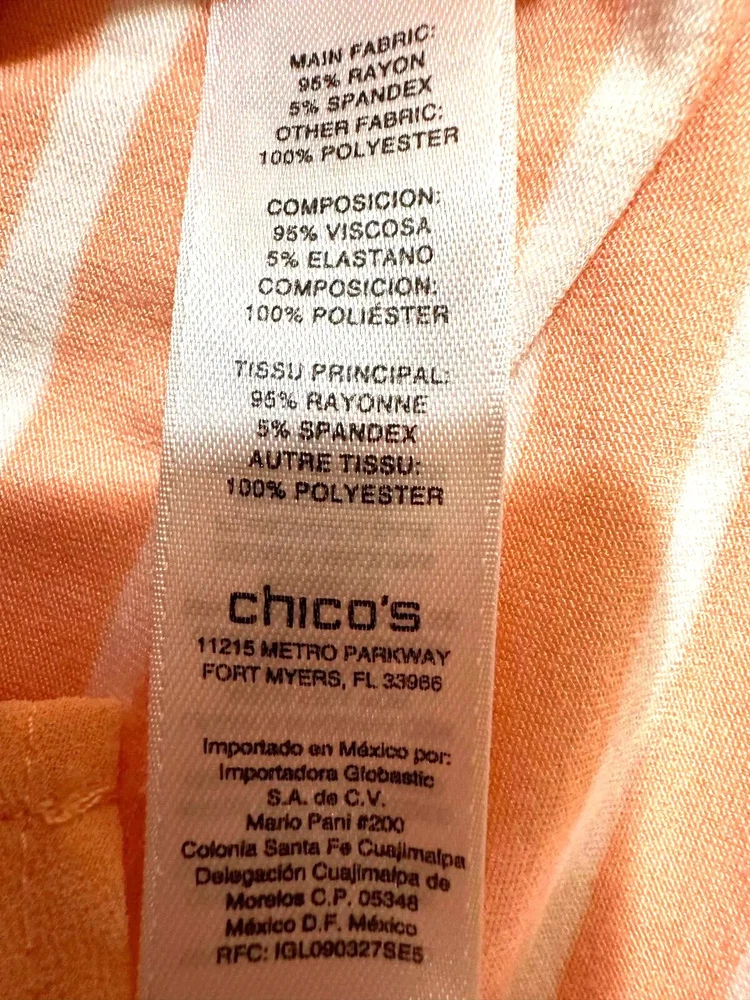 MAIN FABRIC:
95% RAYON
5% SPANDEX
OTHER FABRIC:
100% POLYESTER
COMPOSICION:
95% VISCOSA
5% ELASTANO
COMPOSICION:
100% POLIÉSTER
TISSU PRINCIPAL:
95% RAYONNE
5% SPANDEX
AUTRE TISSU:
100% POLYESTER
chico's
11215 METRO PARKWAY
FORT MYERS, FL 33966
Importado en México por:
Importadora Globastic
S.A. de C.V.
Mario Pani #200
Colonia Santa Fe Cuajimalpa
Delegación Cuajimalpa de
Morelos C.P. 05348
México D.F. México
RFC: IGL090327SE5